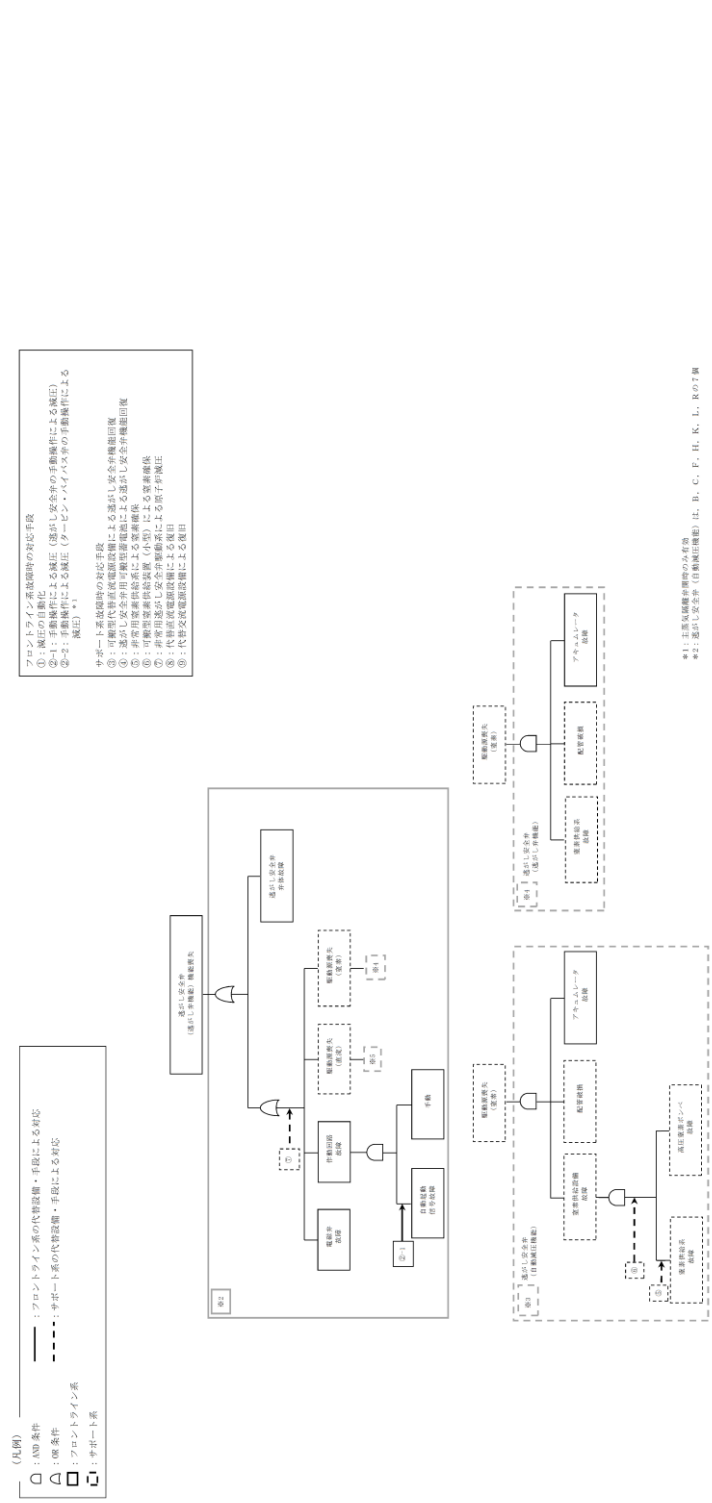 (凡例)
:AND 条件
:OR 条件
:フロントライン系
:サポート系
:フロントライン系の代替設備・手段による対応
:サポート系の代替設備・手段による対応
フロントライン系故障時の対応手段
①:減圧の自動化
②-1:手動操作による減圧(逃がし安全弁の手動操作による減圧)
②-2:手動操作による減圧(タービン・バイパス弁の手動操作による
減圧)*1
サポート系故障時の対応手段
③:可搬型代替直流電源設備による逃がし安全弁機能回復
④:逃がし安全弁用可搬型蓄電池による逃がし安全弁機能回復
⑤:非常用窒素供給系による窒素確保
⑥:可搬型窒素供給装置(小型)による窒素確保
⑦:非常用逃がし安全弁駆動系による原子炉減圧
⑧:代替直流電源設備による復旧
⑨:代替交流電源設備による復旧
逃がし安全弁
(逃がし弁機能)機能喪失
※2
逃がし安全弁
弁体故障
⑦
電磁弁
故障
作動回路
故障
駆動源喪失
(直流)
駆動源喪失
(窒素)
※5
※4
②-1
自動起動
信号故障
手動
駆動源喪失
(窒素)
※3
逃がし安全弁
(自動減圧機能)
窒素供給設備
故障
配管破損
アキュムレータ
故障
⑥
⑤
窒素供給系
故障
高圧窒素ボンベ
故障
駆動源喪失
(窒素)
※4
逃がし安全弁
(逃がし弁機能)
窒素供給系
故障
配管破損
アキュムレータ
故障
*1:主蒸気隔離弁開時のみ有効
*2:逃がし安全弁(自動減圧機能)は,B,C,F,H,K,L,Rの7個